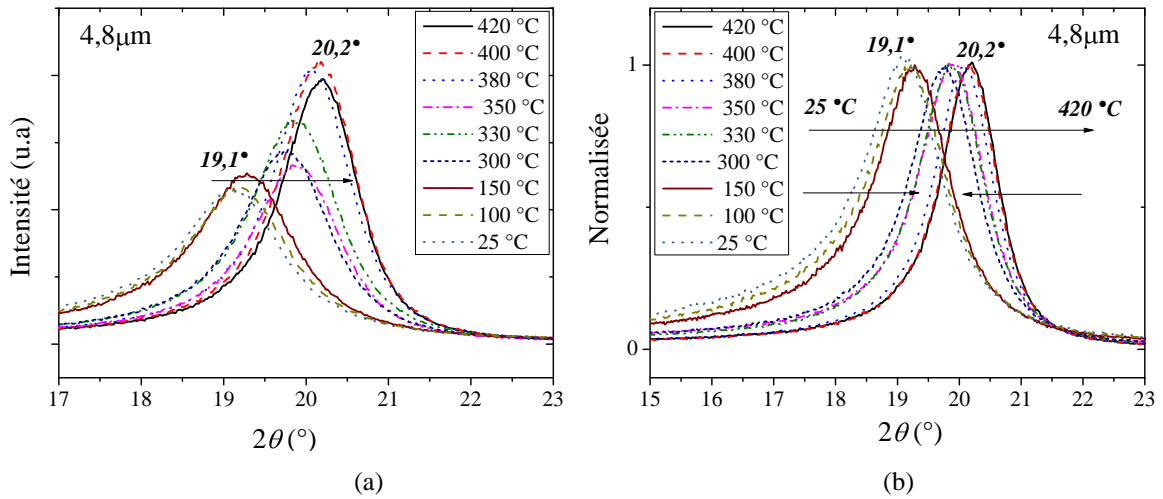 4,8μm
20,2°
19,1°
420 °C
400 °C
380 °C
350 °C
330 °C
300 °C
150 °C
100 °C
25 °C
Intensité (u.a)
17 18 19 20 21 22 23
2θ (°)
(a)
420 °C
400 °C
380 °C
350 °C
330 °C
300 °C
150 °C
100 °C
25 °C
4,8μm
19,1°
20,2°
25 °C
420 °C
Normalisée
1
0
15 16 17 18 19 20 21 22 23
2θ (°)
(b)